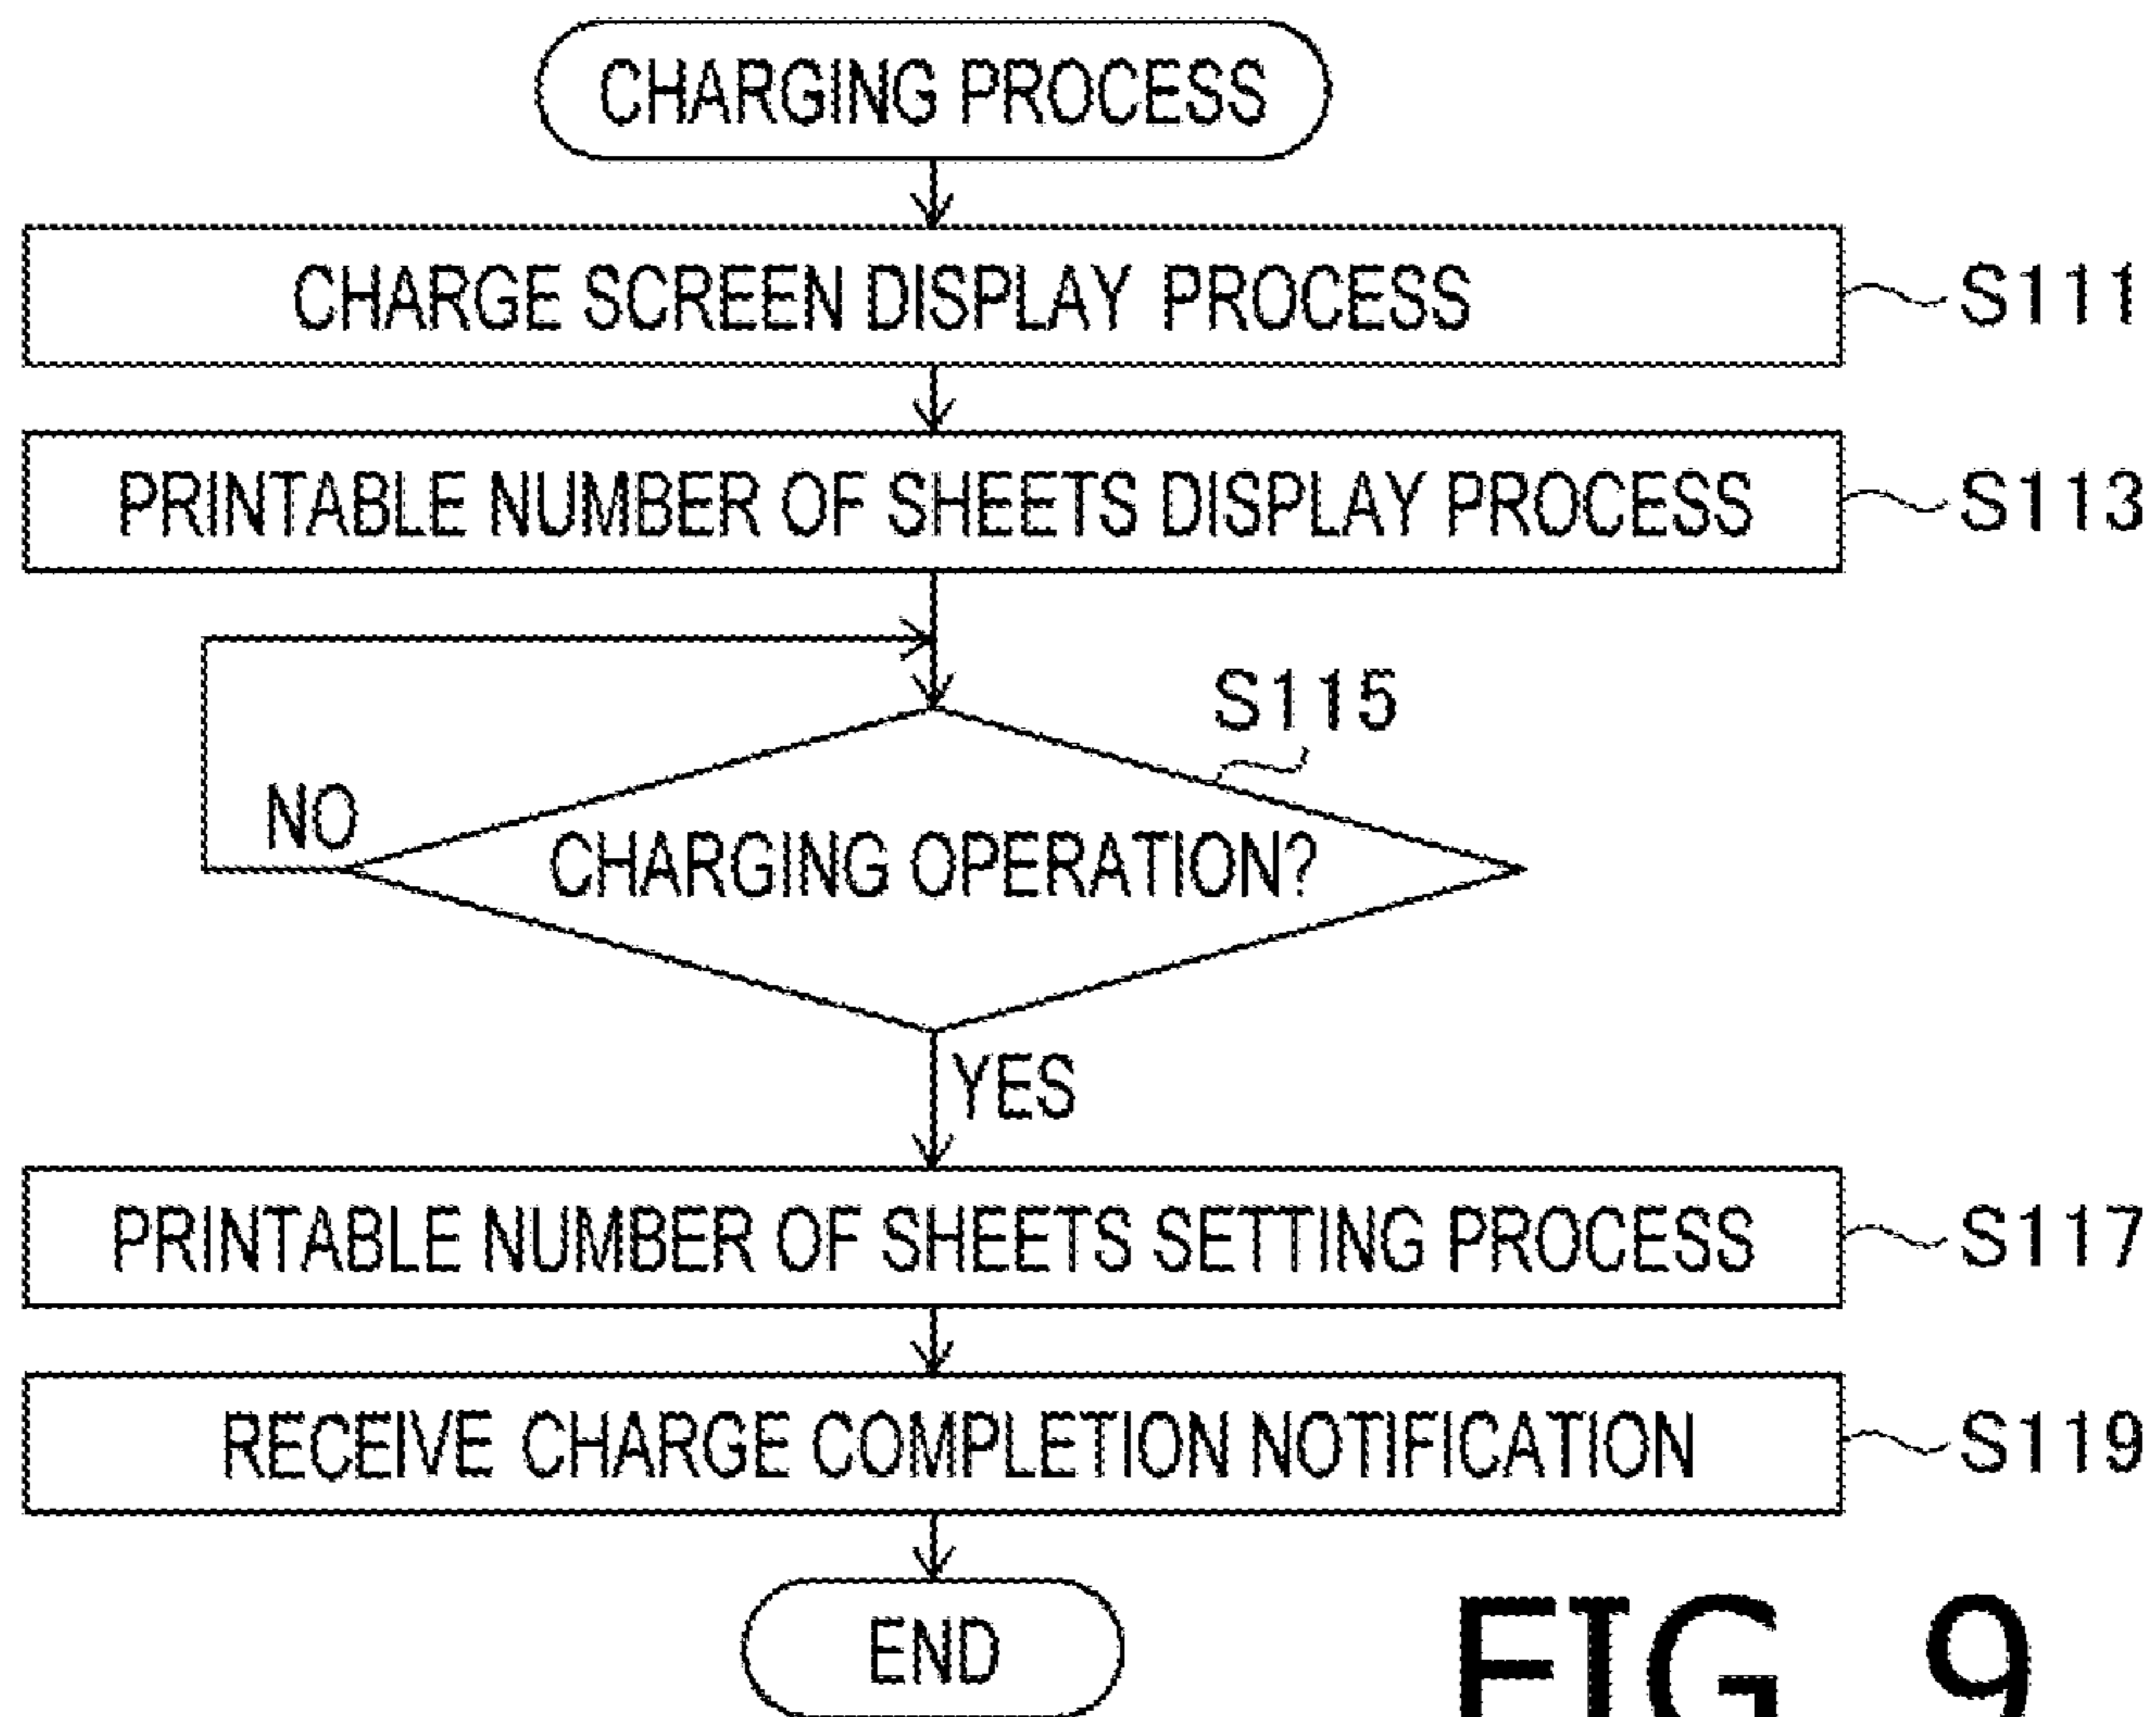 CHARGING PROCESS
CHARGE SCREEN DISPLAY PROCESS
S111
PRINTABLE NUMBER OF SHEETS DISPLAY PROCESS
S113
S115
NO
CHARGING OPERATION?
YES
PRINTABLE NUMBER OF SHEETS SETTING PROCESS
S117
RECEIVE CHARGE COMPLETION NOTIFICATION
S119
END
FIG 9